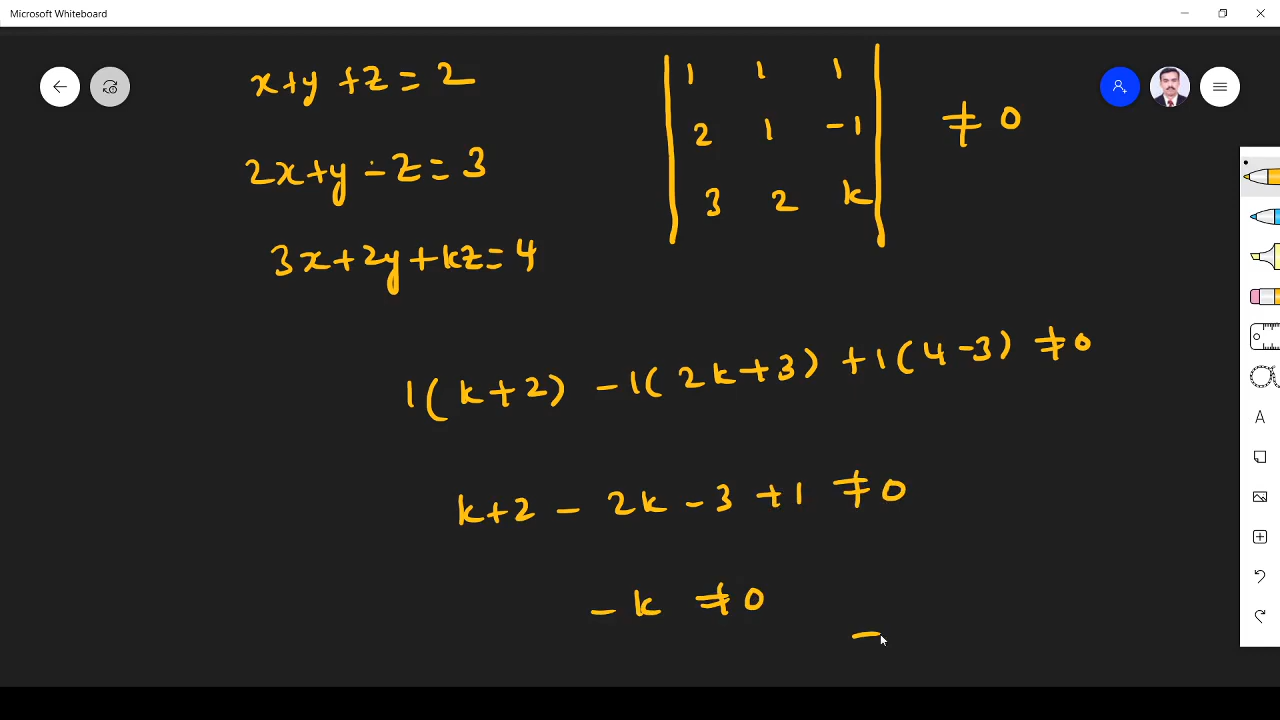 Microsoft Whiteboard
x+y+z=2
2x+y-z=3
3x+2y+kz=4
| 1 1 1 |
| 2 1 -1 | ≠ 0
| 3 2 k |
1(k+2) -1(2k+3) +1(4-3) ≠0
k+2 - 2k -3 +1 ≠0
-k ≠0
A